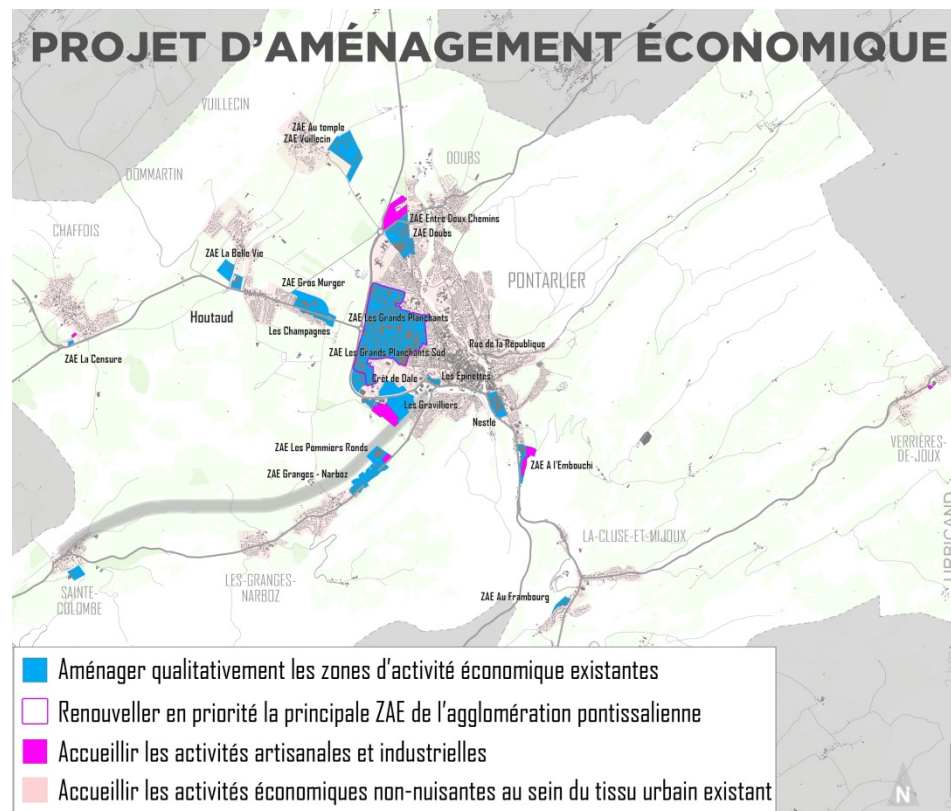 PROJET D'AMÉNAGEMENT ÉCONOMIQUE
VUILLECIN
ZAE Au temple
ZAE Vuillecin
DOUBS
DOMMARTIN
ZAE Entre Deux Chemins
CHAFFOIS
ZAE Doubs
ZAE La Belle Vie
PONTARLIER
ZAE Gros Murger
Houtaud
Les Champagnes
ZAE Les Grands Planchants
Rue de la République
ZAE La Censure
ZAE Les Grands Planchants Sud
Crêt de Dale
Les Epinettes
Les Gravilliers
Nestlé
VERRIÈRES-
DE-JOUX
ZAE Les Pommiers Ronds
ZAE A l'Embouchi
ZAE Granges - Narboz
LA-CLUSE-ET-MIJOUX
LES-GRANGES-
NARBOZ
SAINTE-
COLOMBE
ZAE Au Frambourg
Aménager qualitativement les zones d'activité économique existantes
Renouveller en priorité la principale ZAE de l'agglomération pontissalienne
Accueillir les activités artisanales et industrielles
Accueillir les activités économiques non-nuisantes au sein du tissu urbain existant
N